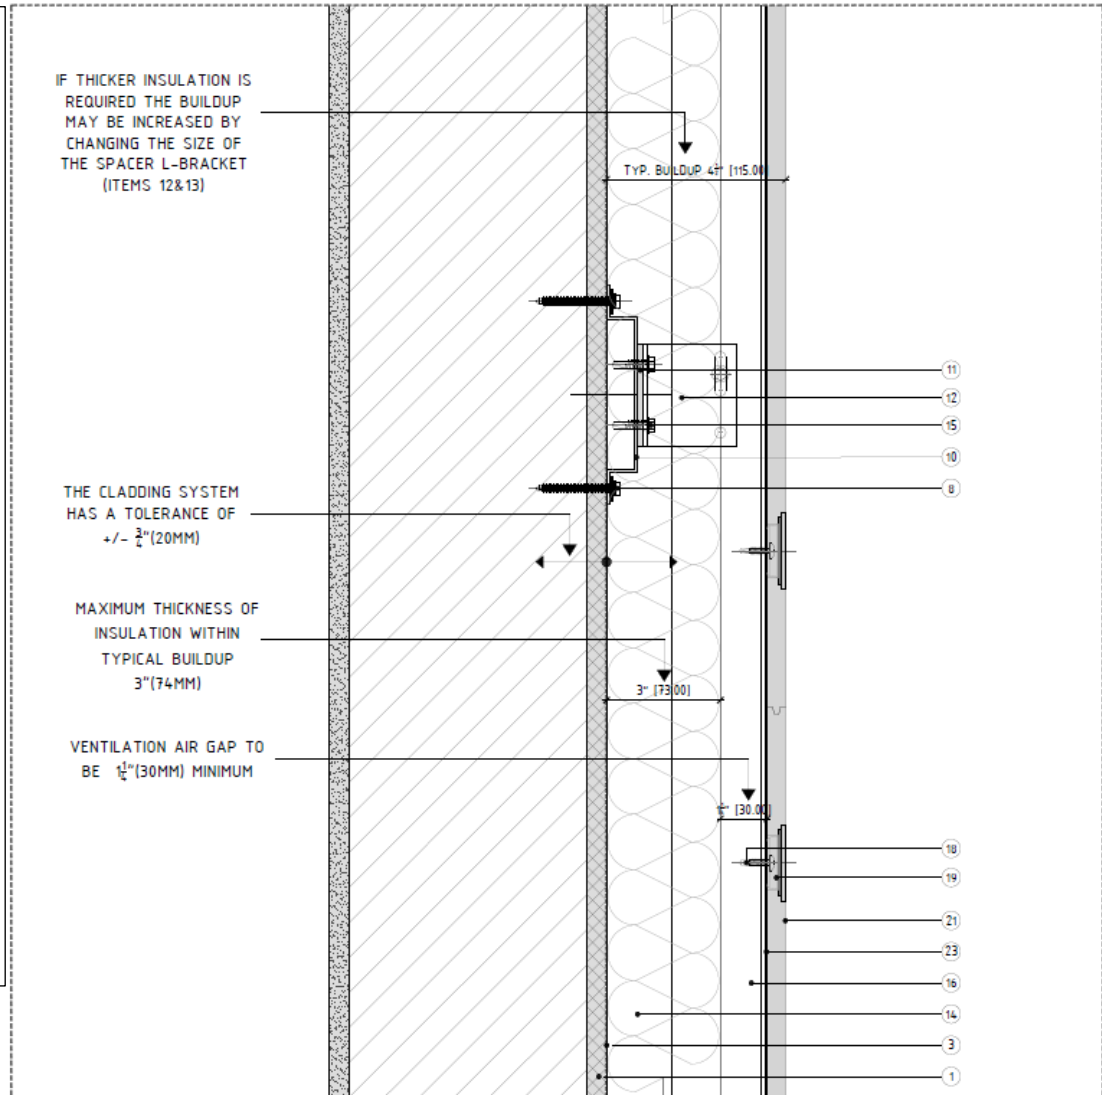 IF THICKER INSULATION IS
REQUIRED THE BUILDUP
MAY BE INCREASED BY
CHANGING THE SIZE OF
THE SPACER L-BRACKET
(ITEMS 12&13)
TYP. BUILDUP 4½" [115.00]
11
12
15
10
8
THE CLADDING SYSTEM
HAS A TOLERANCE OF
+/- ¾"(20MM)
MAXIMUM THICKNESS OF
INSULATION WITHIN
TYPICAL BUILDUP
3"(74MM)
3" [73.00]
VENTILATION AIR GAP TO
BE 1¼"(30MM) MINIMUM
[30.00]
18
19
21
23
16
14
3
1